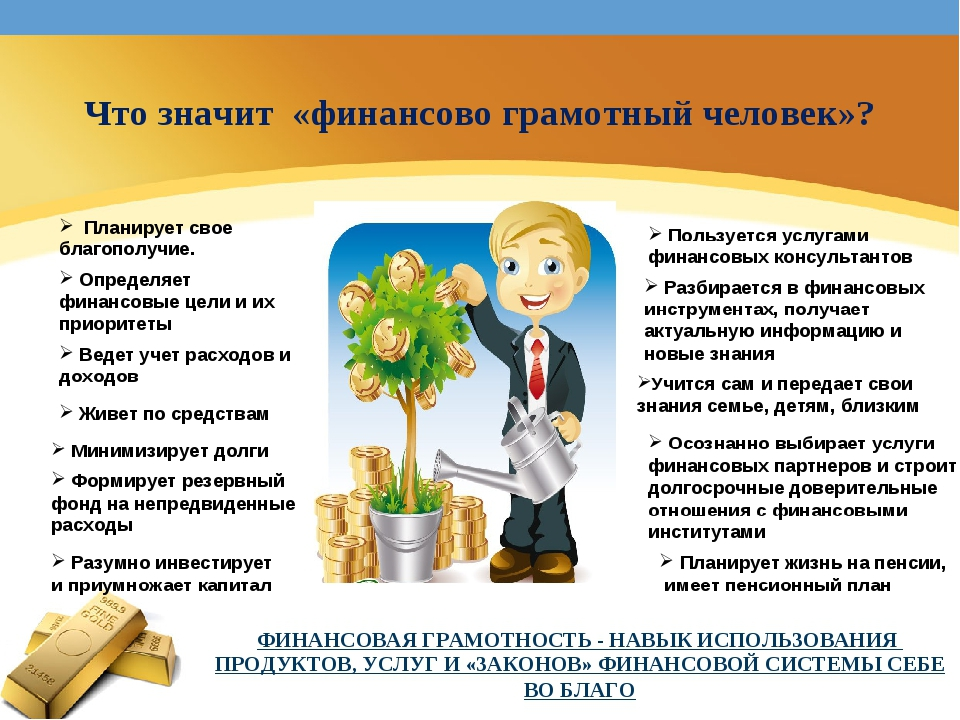 Что значит «финансово грамотный человек»?
Планирует свое
благополучие.
Определяет
финансовые цели и их
приоритеты
Ведет учет расходов и
доходов
Живет по средствам
Минимизирует долги
Формирует резервный
фонд на непредвиденные
расходы
Разумно инвестирует
и приумножает капитал
Пользуется услугами
финансовых консультантов
Разбирается в финансовых
инструментах, получает
актуальную информацию и
новые знания
Учится сам и передает свои
знания семье, детям, близким
Осознанно выбирает услуги
финансовых партнеров и строит
долгосрочные доверительные
отношения с финансовыми
институтами
Планирует жизнь на пенсии,
имеет пенсионный план
999.9
FINE
GOLD
21456
ФИНАНСОВАЯ ГРАМОТНОСТЬ - НАВЫК ИСПОЛЬЗОВАНИЯ
ПРОДУКТОВ, УСЛУГ И «ЗАКОНОВ» ФИНАНСОВОЙ СИСТЕМЫ СЕБЕ
ВО БЛАГО